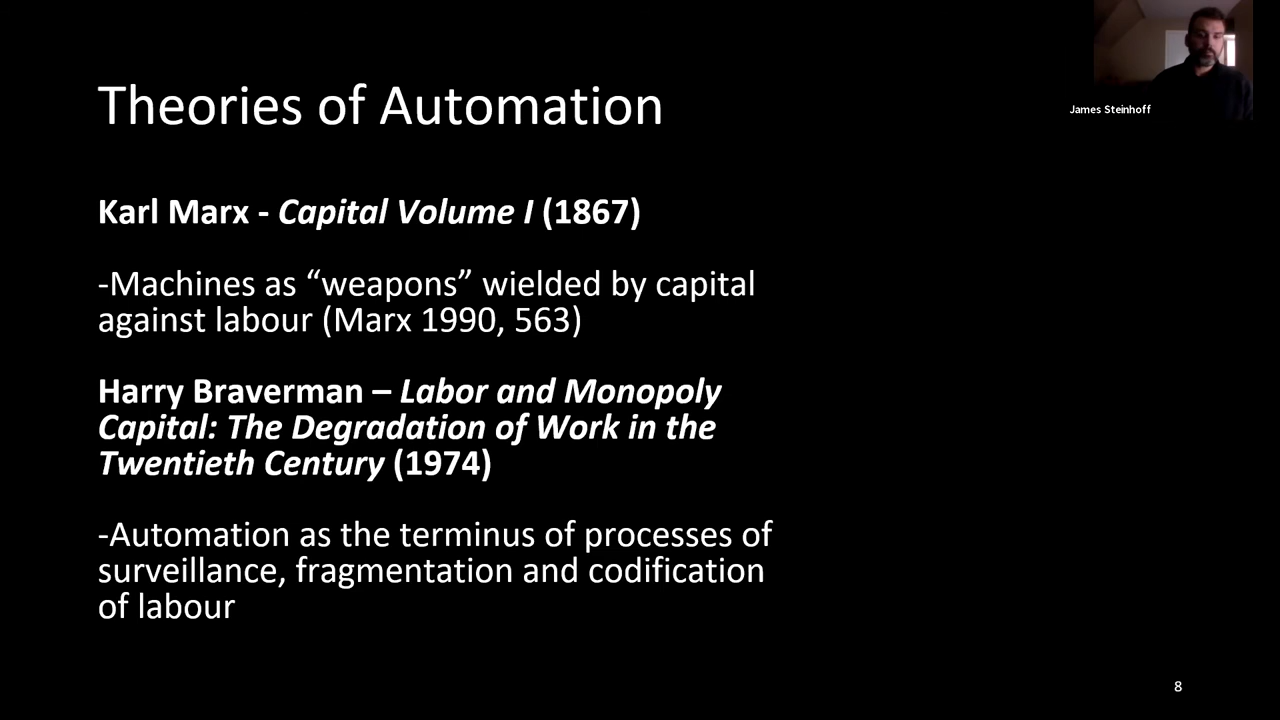 Theories of Automation
James Steinhoff
Karl Marx - Capital Volume I (1867)
-Machines as “weapons” wielded by capital
against labour (Marx 1990, 563)
Harry Braverman – Labor and Monopoly
Capital: The Degradation of Work in the
Twentieth Century (1974)
-Automation as the terminus of processes of
surveillance, fragmentation and codification
of labour
8